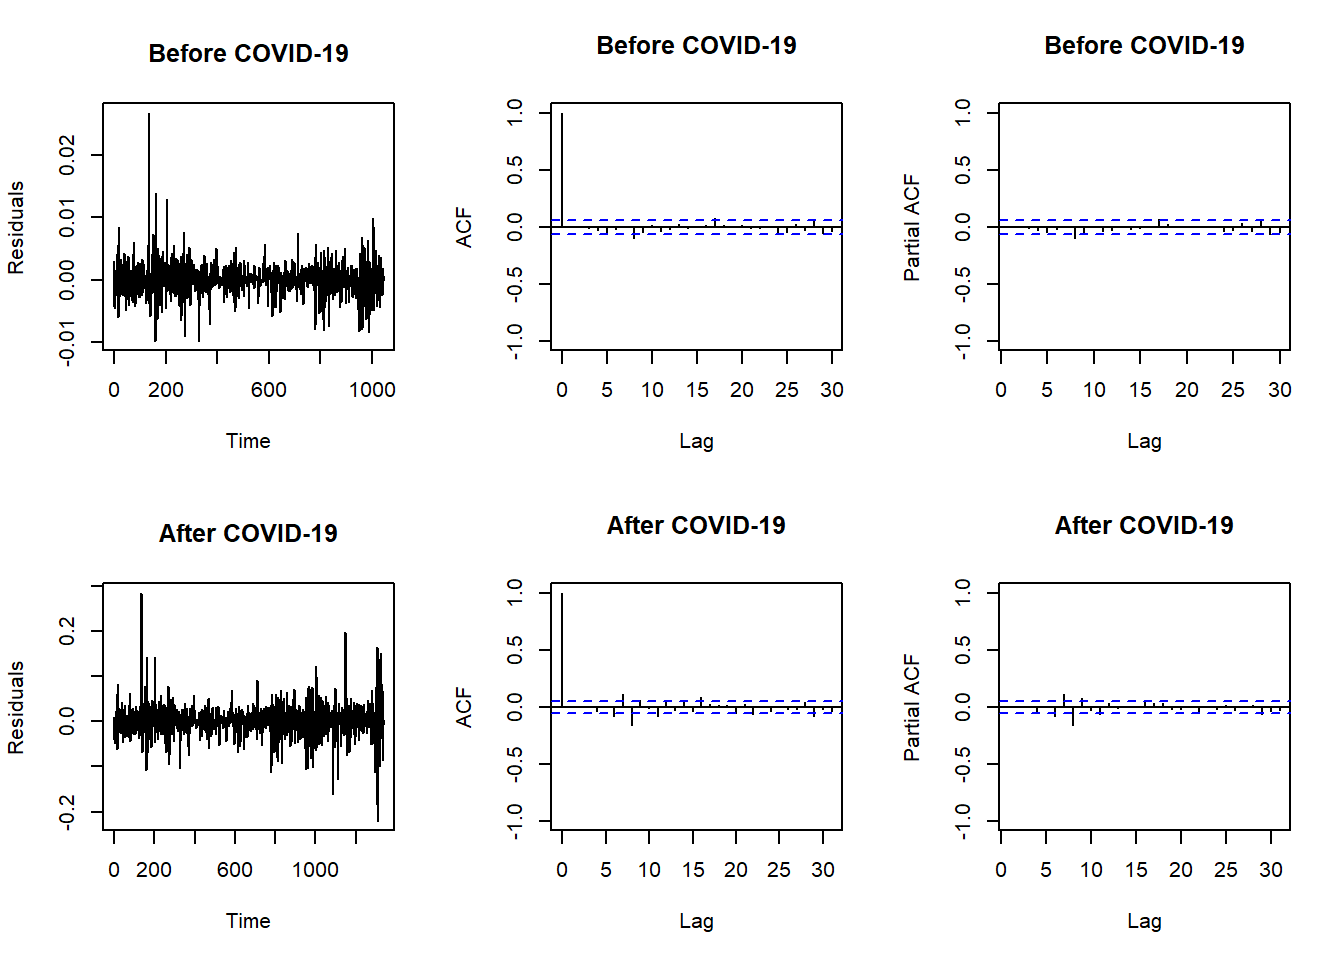 Before COVID-19
Residuals
0.02
0.01
0.00
-0.01
0 200 600 1000
Time
Before COVID-19
ACF
1.0
0.5
0.0
-0.5
-1.0
0 5 10 15 20 25 30
Lag
Before COVID-19
Partial ACF
1.0
0.5
0.0
-0.5
-1.0
0 5 10 15 20 25 30
Lag
After COVID-19
Residuals
0.2
0.0
-0.2
0 200 600 1000
Time
After COVID-19
ACF
1.0
0.5
0.0
-0.5
-1.0
0 5 10 15 20 25 30
Lag
After COVID-19
Partial ACF
1.0
0.5
0.0
-0.5
-1.0
0 5 10 15 20 25 30
Lag